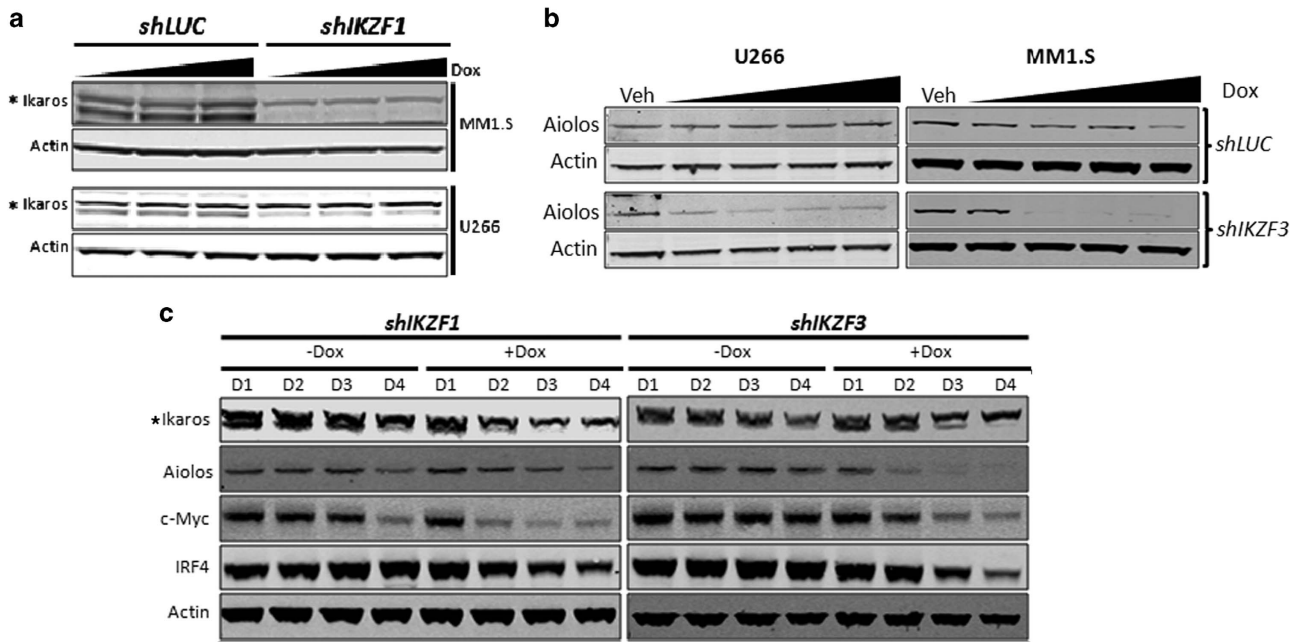 a
shLUC shIKZF1
Dox
* Ikaros
Actin
MM1.S
* Ikaros
Actin
U266
b
U266 MM1.S
Veh Veh Dox
Aiolos
Actin
shLUC
Aiolos
Actin
shIKZF3
c
shIKZF1 shIKZF3
-Dox +Dox -Dox +Dox
D1 D2 D3 D4 D1 D2 D3 D4 D1 D2 D3 D4 D1 D2 D3 D4
*Ikaros
Aiolos
c-Myc
IRF4
Actin